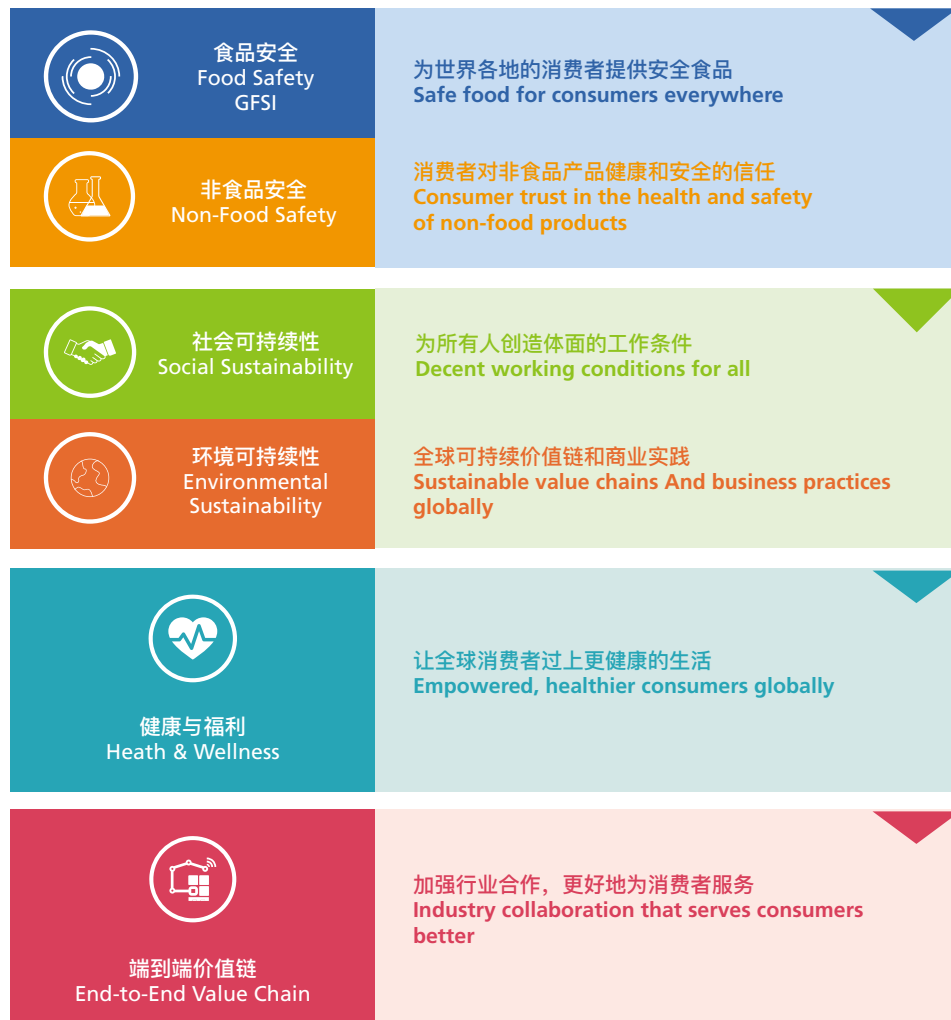 食品安全
Food Safety
GFSI
为世界各地的消费者提供安全食品
Safe food for consumers everywhere
非食品安全
Non-Food Safety
消费者对非食品产品健康和安全的信任
Consumer trust in the health and safety
of non-food products
社会可持续性
Social Sustainability
为所有人创造体面的工作条件
Decent working conditions for all
环境可持续性
Environmental
Sustainability
全球可持续价值链和商业实践
Sustainable value chains And business practices
globally
健康与福利
Heath & Wellness
让全球消费者过上更健康的生活
Empowered, healthier consumers globally
端到端价值链
End-to-End Value Chain
加强行业合作，更好地为消费者服务
Industry collaboration that serves consumers
better